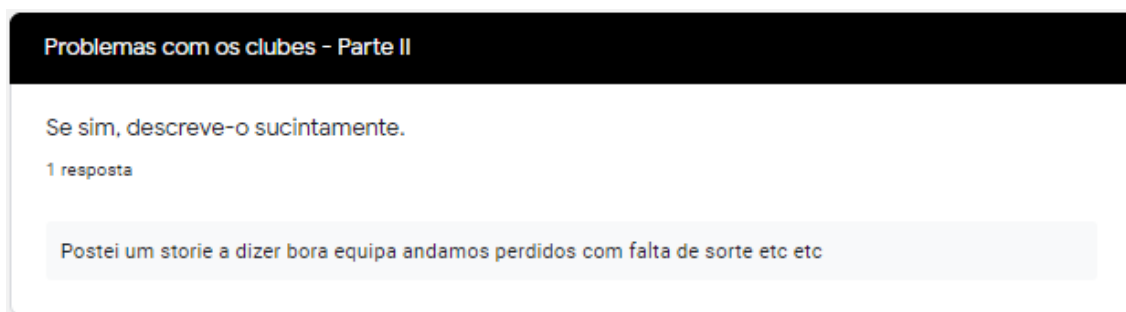 Problemas com os clubes - Parte II
Se sim, descreve-o sucintamente.
1 resposta
Postei um storie a dizer bora equipa andamos perdidos com falta de sorte etc etc